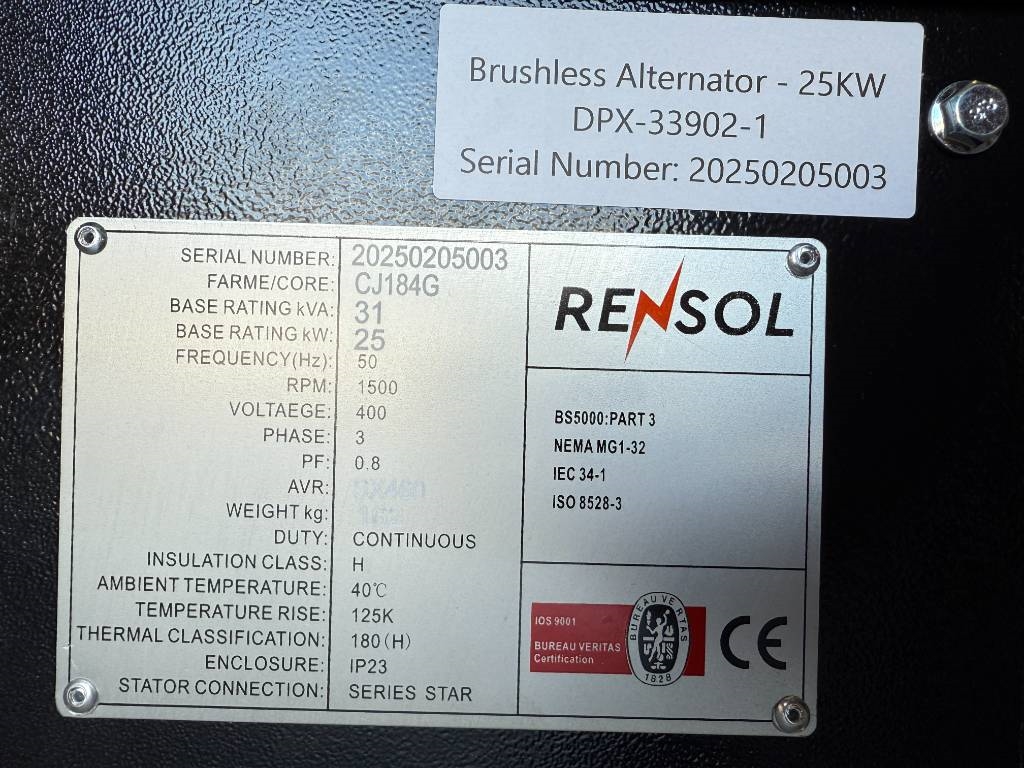 Brushless Alternator - 25KW
DPX-33902-1
Serial Number: 20250205003
SERIAL NUMBER: 20250205003
FARME/CORE: CJ184G
BASE RATING kVA: 31
BASE RATING kW: 25
FREQUENCY(Hz): 50
RPM: 1500
VOLTAEGE: 400
PHASE: 3
PF: 0.8
AVR:
WEIGHT kg:
DUTY: CONTINUOUS
INSULATION CLASS: H
AMBIENT TEMPERATURE: 40℃
TEMPERATURE RISE: 125K
THERMAL CLASSIFICATION: 180(H)
ENCLOSURE: IP23
STATOR CONNECTION: SERIES STAR
RENSOL
BS5000:PART 3
NEMA MG1-32
IEC 34-1
ISO 8528-3
IOS 9001
BUREAU VERITAS
Certification
BUREAU VERTAS
1828
CE